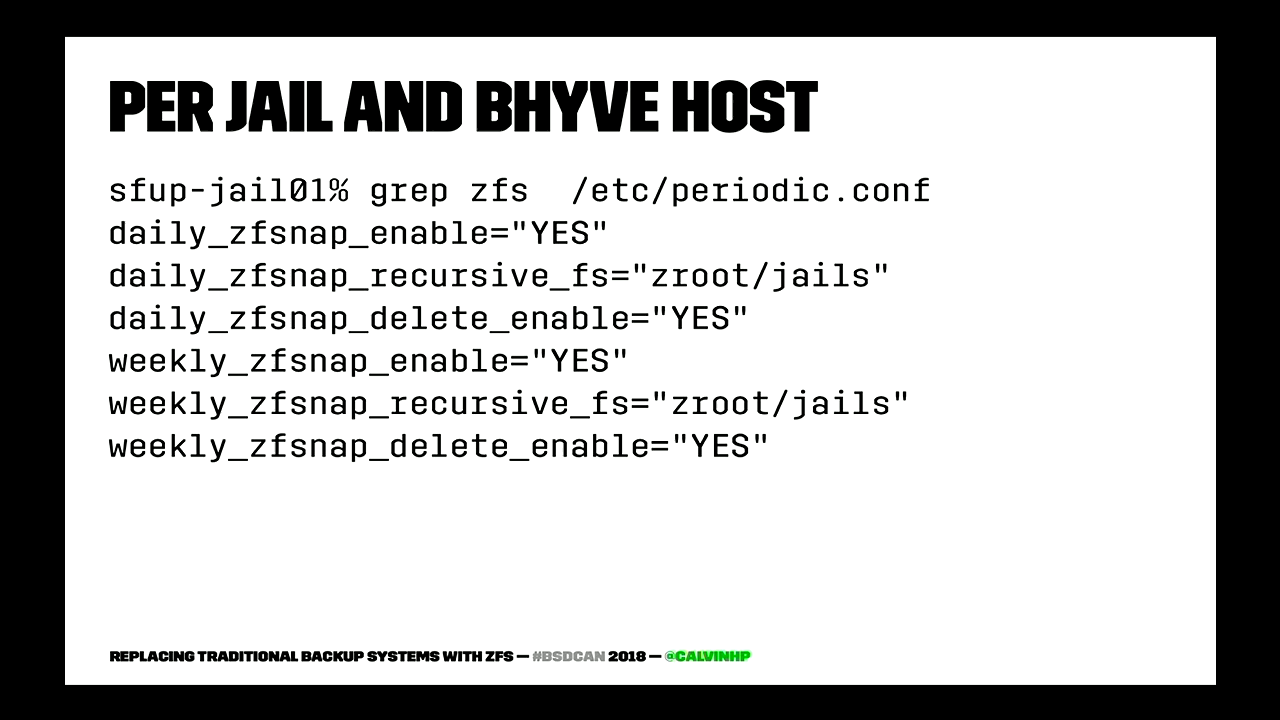 PER JAIL AND BHYVE HOST
sfup-jail01% grep zfs  /etc/periodic.conf
daily_zfsnap_enable="YES"
daily_zfsnap_recursive_fs="zroot/jails"
daily_zfsnap_delete_enable="YES"
weekly_zfsnap_enable="YES"
weekly_zfsnap_recursive_fs="zroot/jails"
weekly_zfsnap_delete_enable="YES"
REPLACING TRADITIONAL BACKUP SYSTEMS WITH ZFS — #BSDCAN 2018 — @CALVINHP